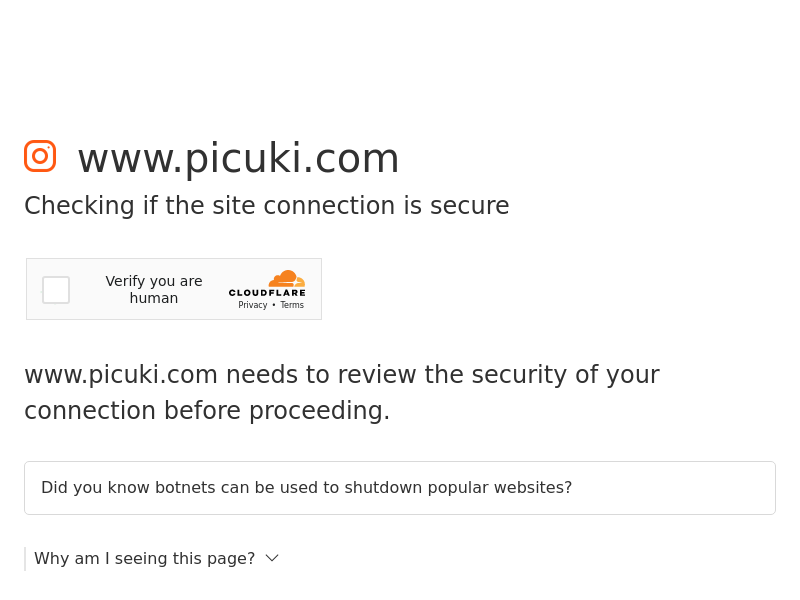 www.picuki.com
Checking if the site connection is secure
Verify you are
human
CLOUDFLARE
Privacy • Terms
www.picuki.com needs to review the security of your
connection before proceeding.
Did you know botnets can be used to shutdown popular websites?
Why am I seeing this page?